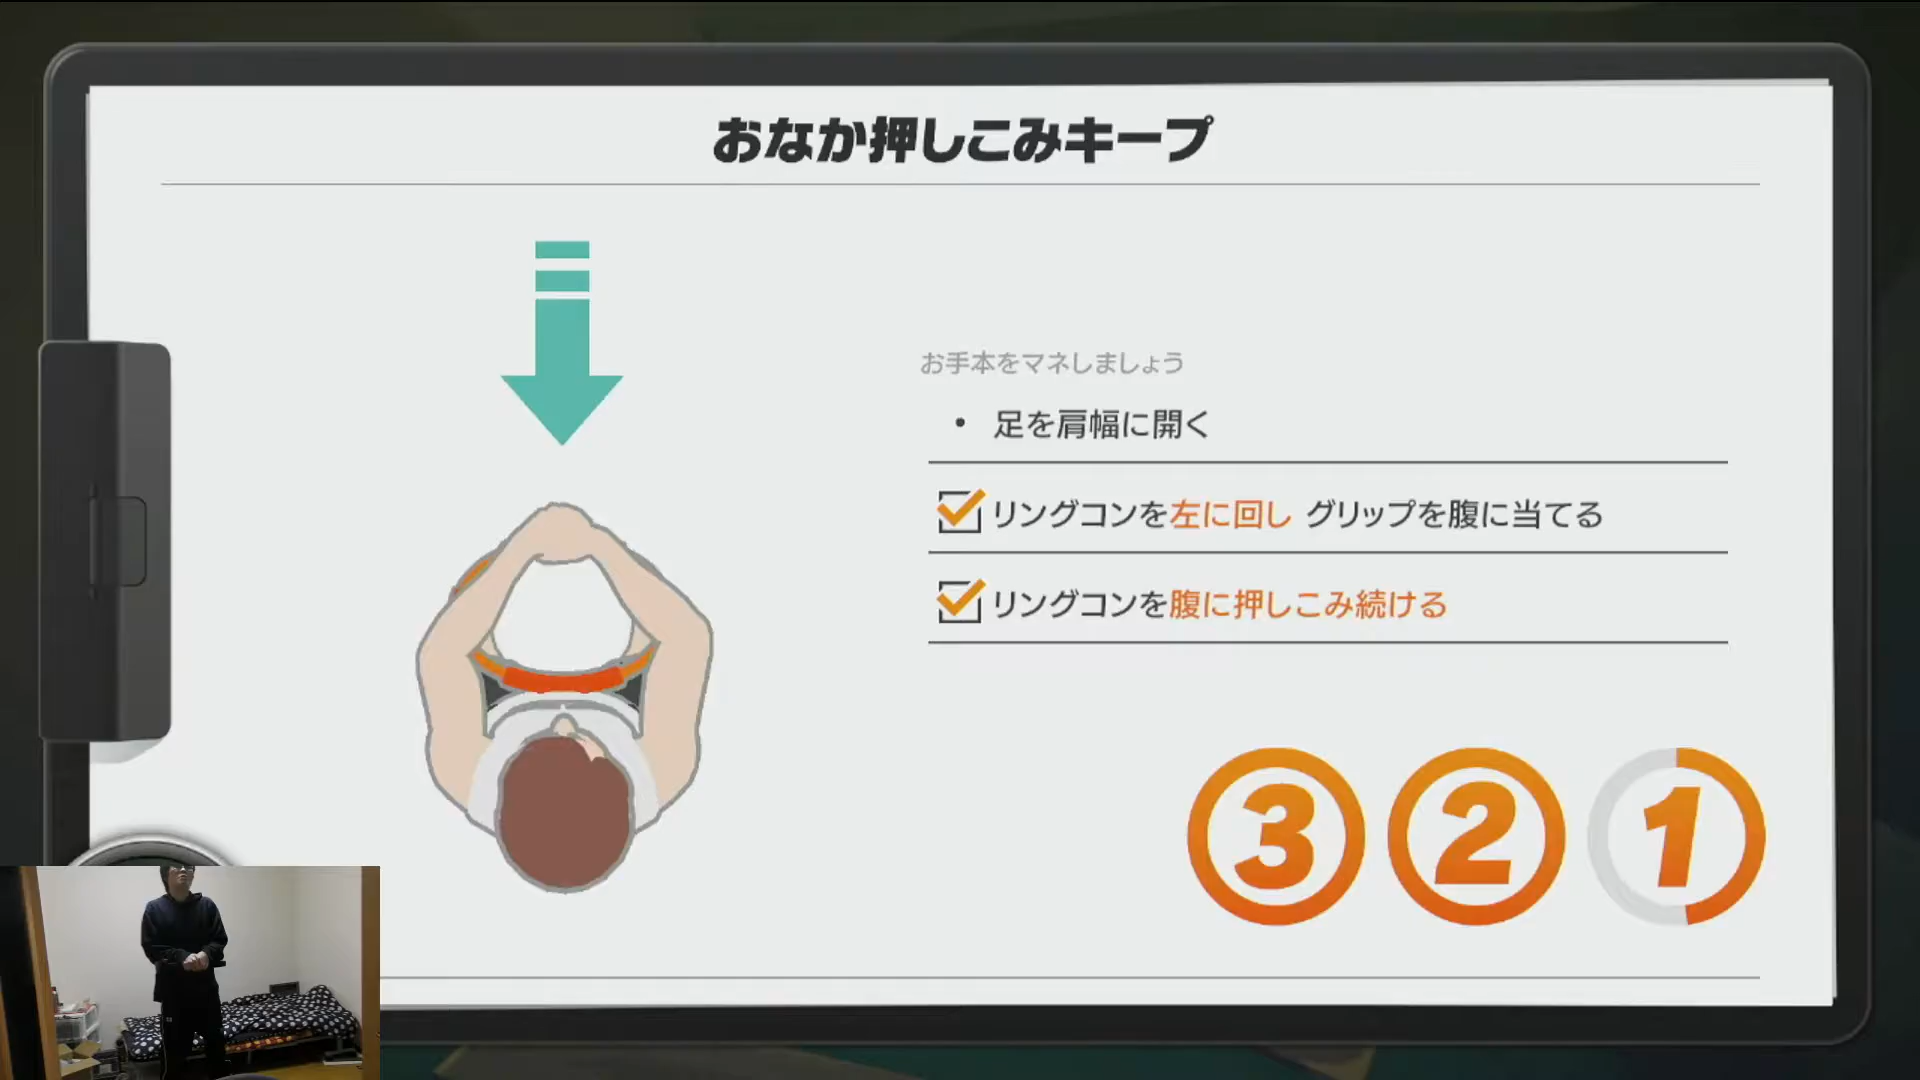 おなか押しこみキープ
お手本をマネしましょう
• 足を肩幅に開く
リングコンを左に回し グリップを腹に当てる
リングコンを腹に押しこみ続ける
3 2 1